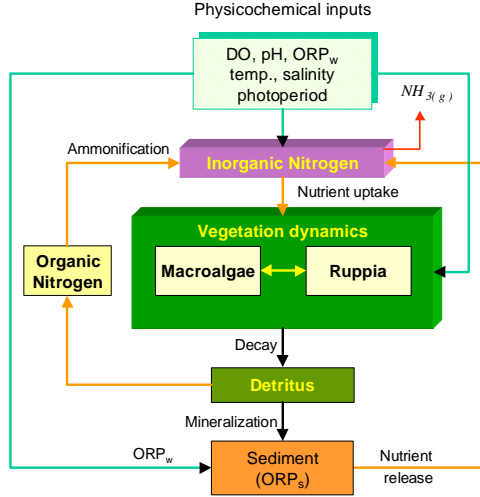 Physicochemical inputs
DO, pH, ORPw
temp., salinity
photoperiod
NH3(g)
Ammonification
Inorganic Nitrogen
Nutrient uptake
Vegetation dynamics
Organic
Nitrogen
Macroalgae
Ruppia
Decay
Detritus
Mineralization
ORPw
Sediment
(ORPs)
Nutrient
release